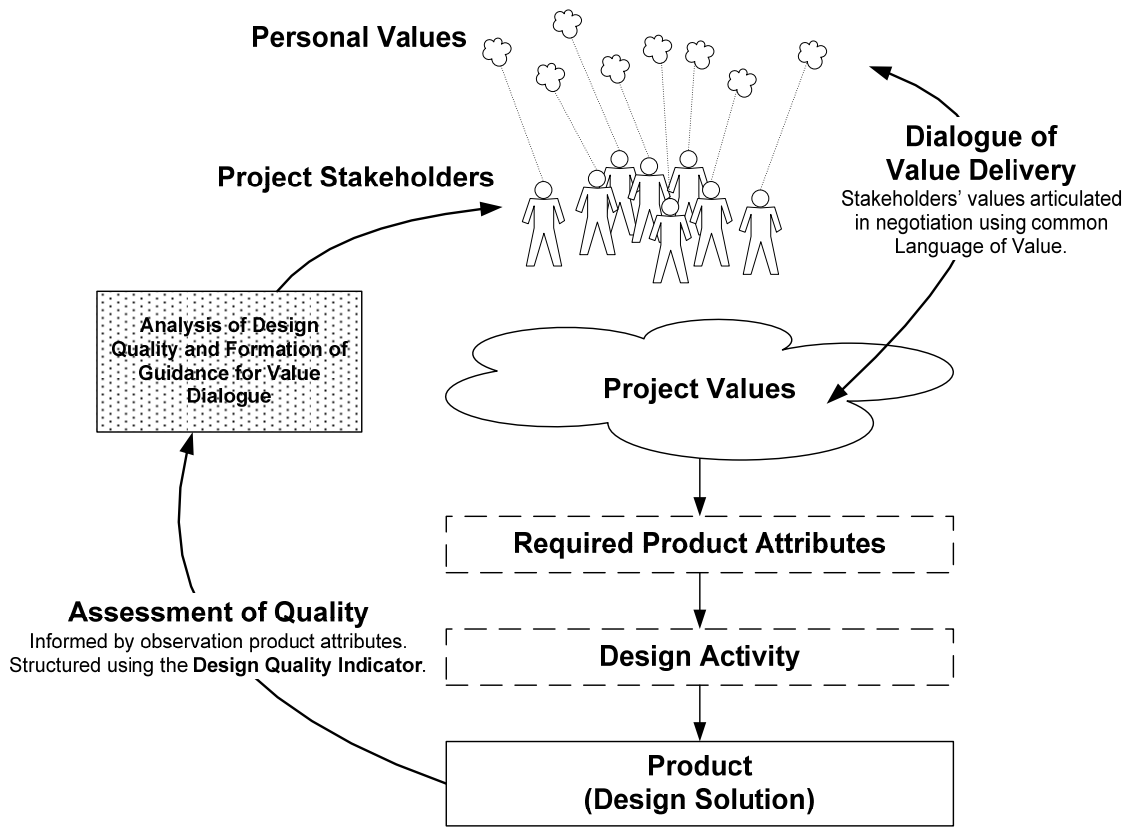 Personal Values
Project Stakeholders
Dialogue of
Value Delivery
Stakeholders' values articulated
in negotiation using common
Language of Value.
Analysis of Design
Quality and Formation of
Guidance for Value
Dialogue
Project Values
Required Product Attributes
Assessment of Quality
Informed by observation product attributes.
Structured using the Design Quality Indicator.
Design Activity
Product
(Design Solution)